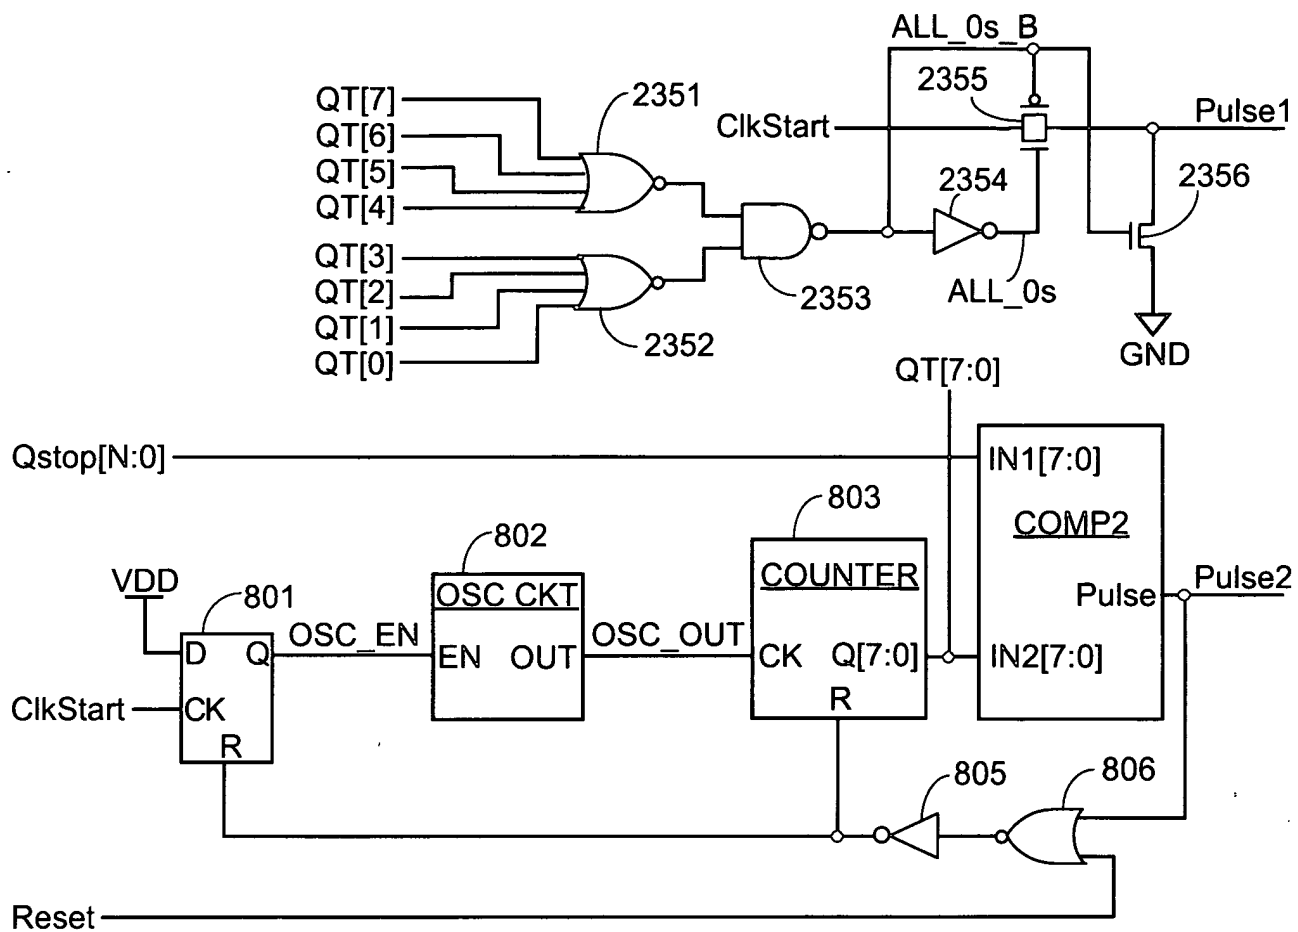 ALL_0s_B
QT[7]
2351
2355
QT[6]
ClkStart
Pulse1
QT[5]
2354
2356
QT[4]
QT[3]
QT[2]
2353
ALL_0s
QT[1]
2352
QT[0]
GND
QT[7:0]
Qstop[N:0]
IN1[7:0]
803
COMP2
802
VDD
801
OSC CKT
COUNTER
Pulse
Pulse2
OSC_EN
OSC_OUT
D
Q
EN
OUT
CK
Q[7:0]
IN2[7:0]
ClkStart
CK
R
R
805
806
Reset